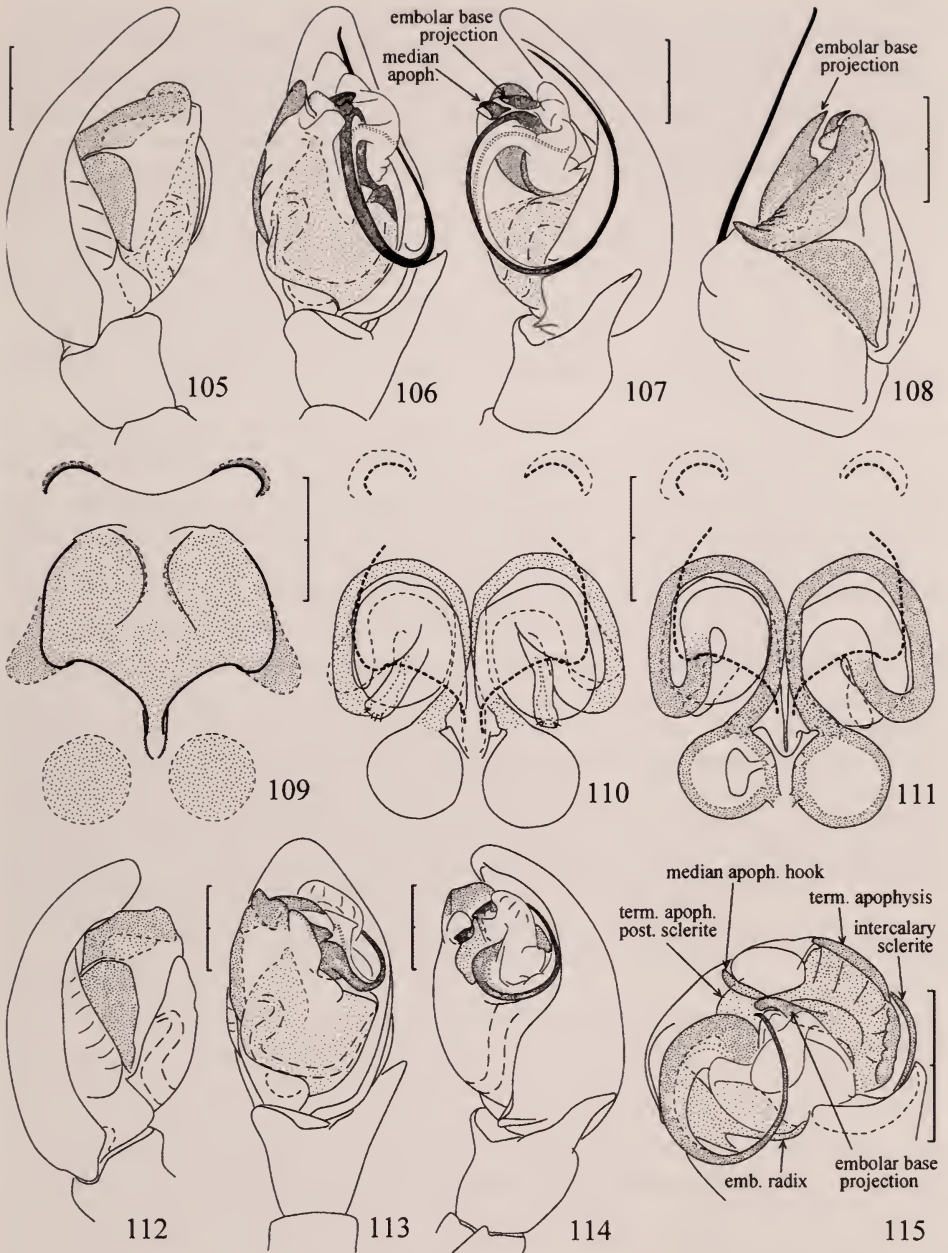 embolar base
projection
median
apoph.
embolar base
projection
105
106
107
108
109
110
111
median apoph. hook
term. apoph.
post. sclerite
term. apophysis
intercalary
sclerite
emb. radix
embolar base
projection
112
113
114
115